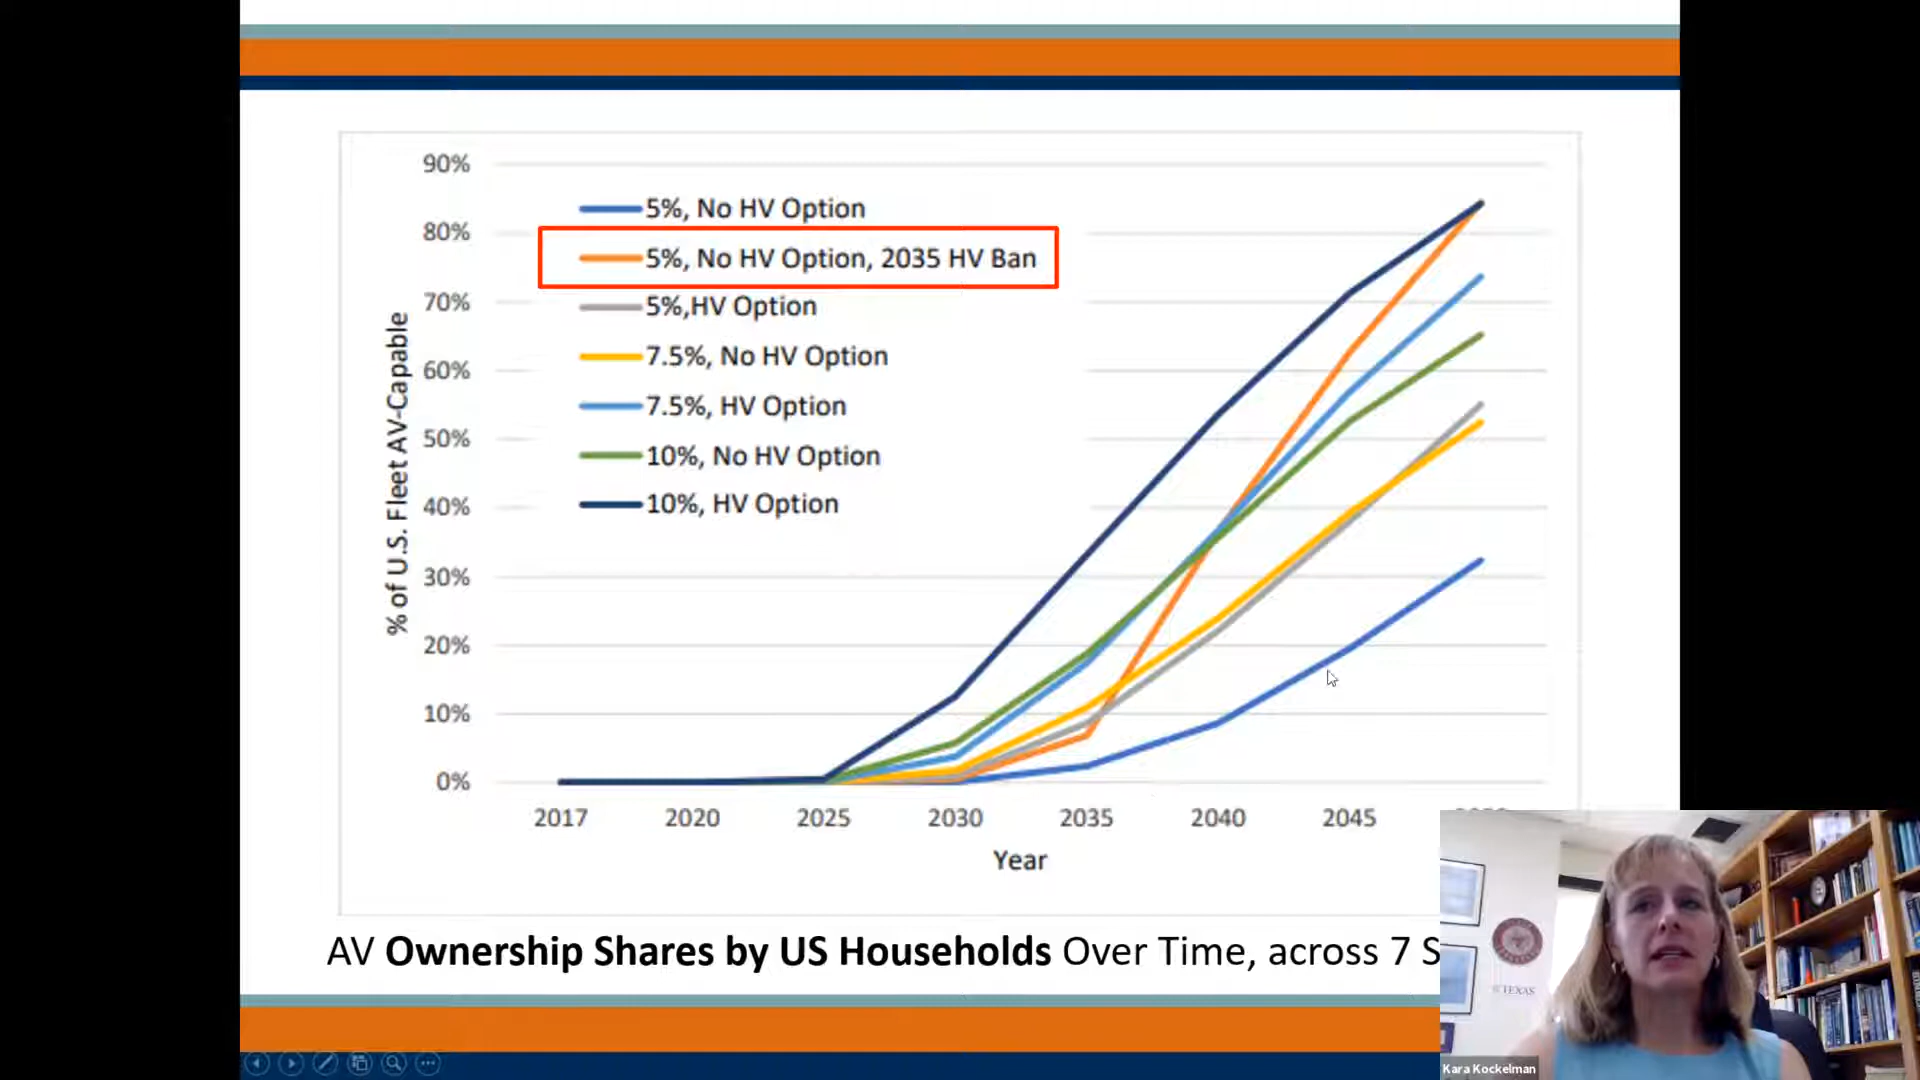 90%
80%
70%
60%
50%
40%
30%
20%
10%
0%
% of U.S. Fleet AV-Capable
5%, No HV Option
5%, No HV Option, 2035 HV Ban
5%,HV Option
7.5%, No HV Option
7.5%, HV Option
10%, No HV Option
10%, HV Option
2017 2020 2025 2030 2035 2040 2045
Year
AV Ownership Shares by US Households Over Time, across 7 S
TEXAS
Kara Kockelman